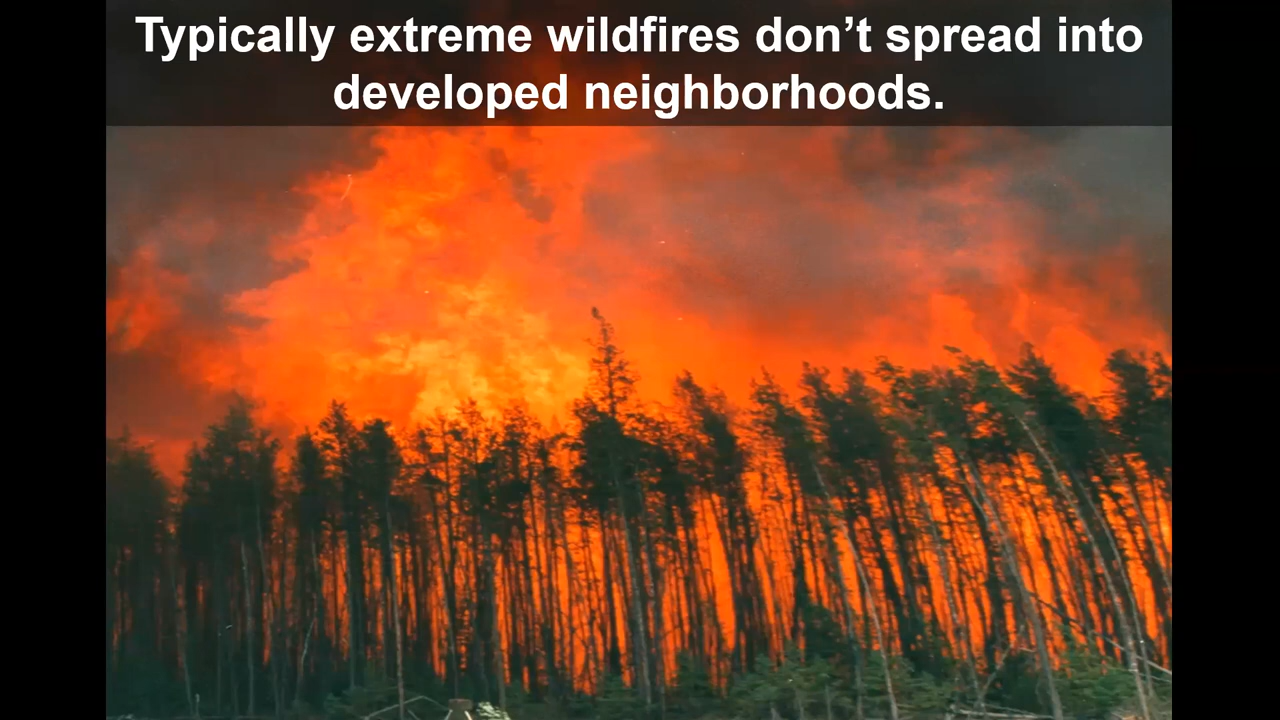 Typically extreme wildfires don’t spread into
developed neighborhoods.